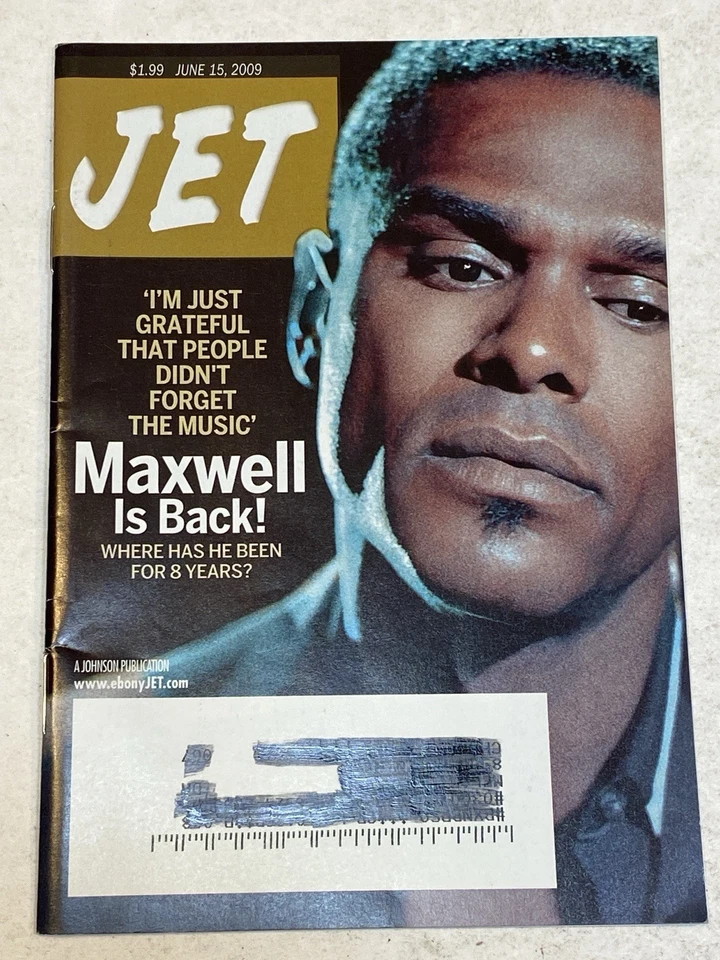 $1.99 JUNE 15, 2009
JET
‘I'M JUST
GRATEFUL
THAT PEOPLE
DIDN'T
FORGET
THE MUSIC’
Maxwell
Is Back!
WHERE HAS HE BEEN
FOR 8 YEARS?
A JOHNSON PUBLICATION
www.ebonyJET.com